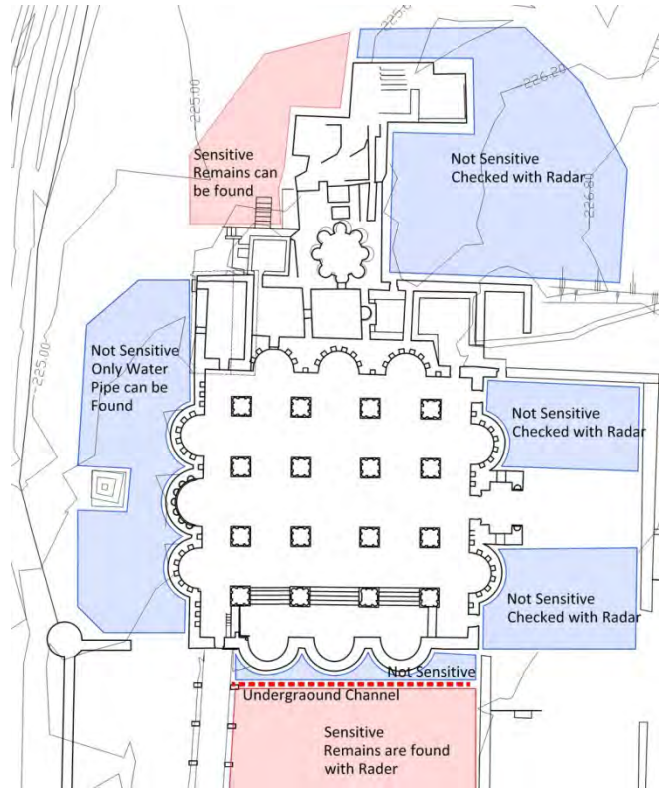 225.00
226.20
Sensitive
Remains can
be found
Not Sensitive
Checked with Radar
226.80
Not Sensitive
Only Water
Pipe can be
Found
225.00
Not Sensitive
Checked with Radar
Not Sensitive
Checked with Radar
Not Sensitive
Undergraound Channel
Sensitive
Remains are found
with Rader